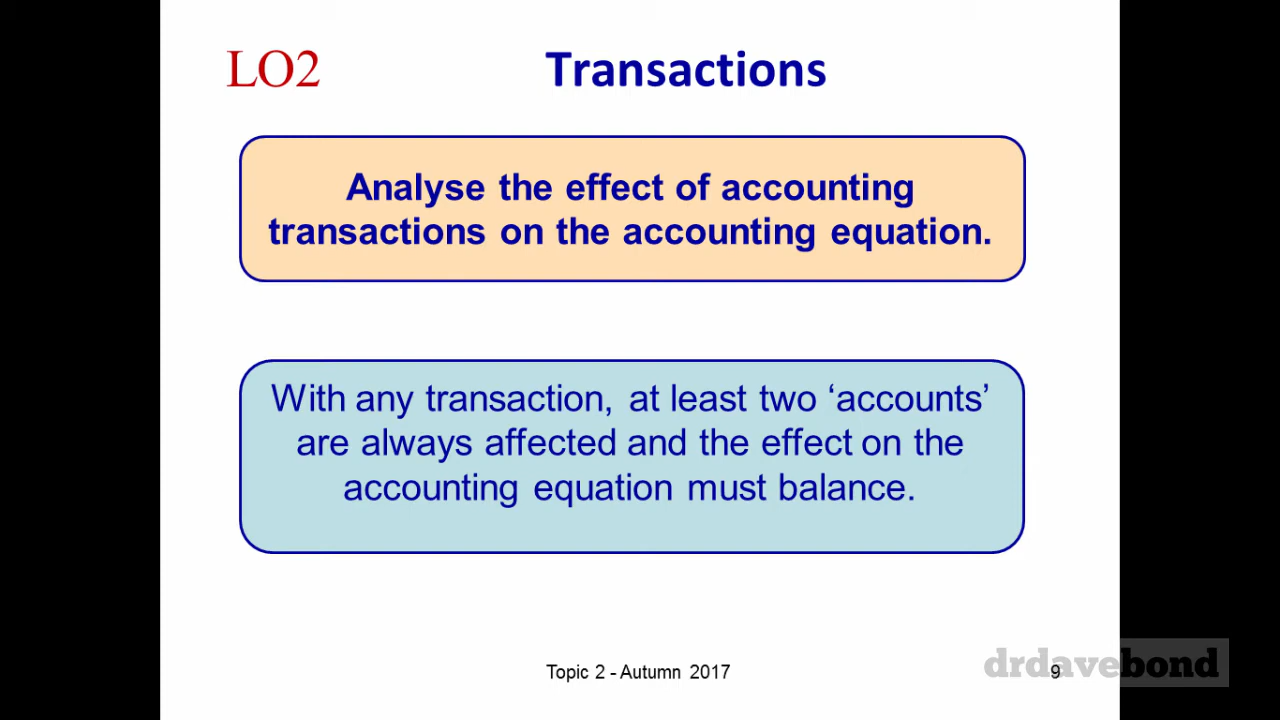 LO2
Transactions
Analyse the effect of accounting
transactions on the accounting equation.
With any transaction, at least two ‘accounts’
are always affected and the effect on the
accounting equation must balance.
Topic 2 - Autumn 2017
9
drdavebond